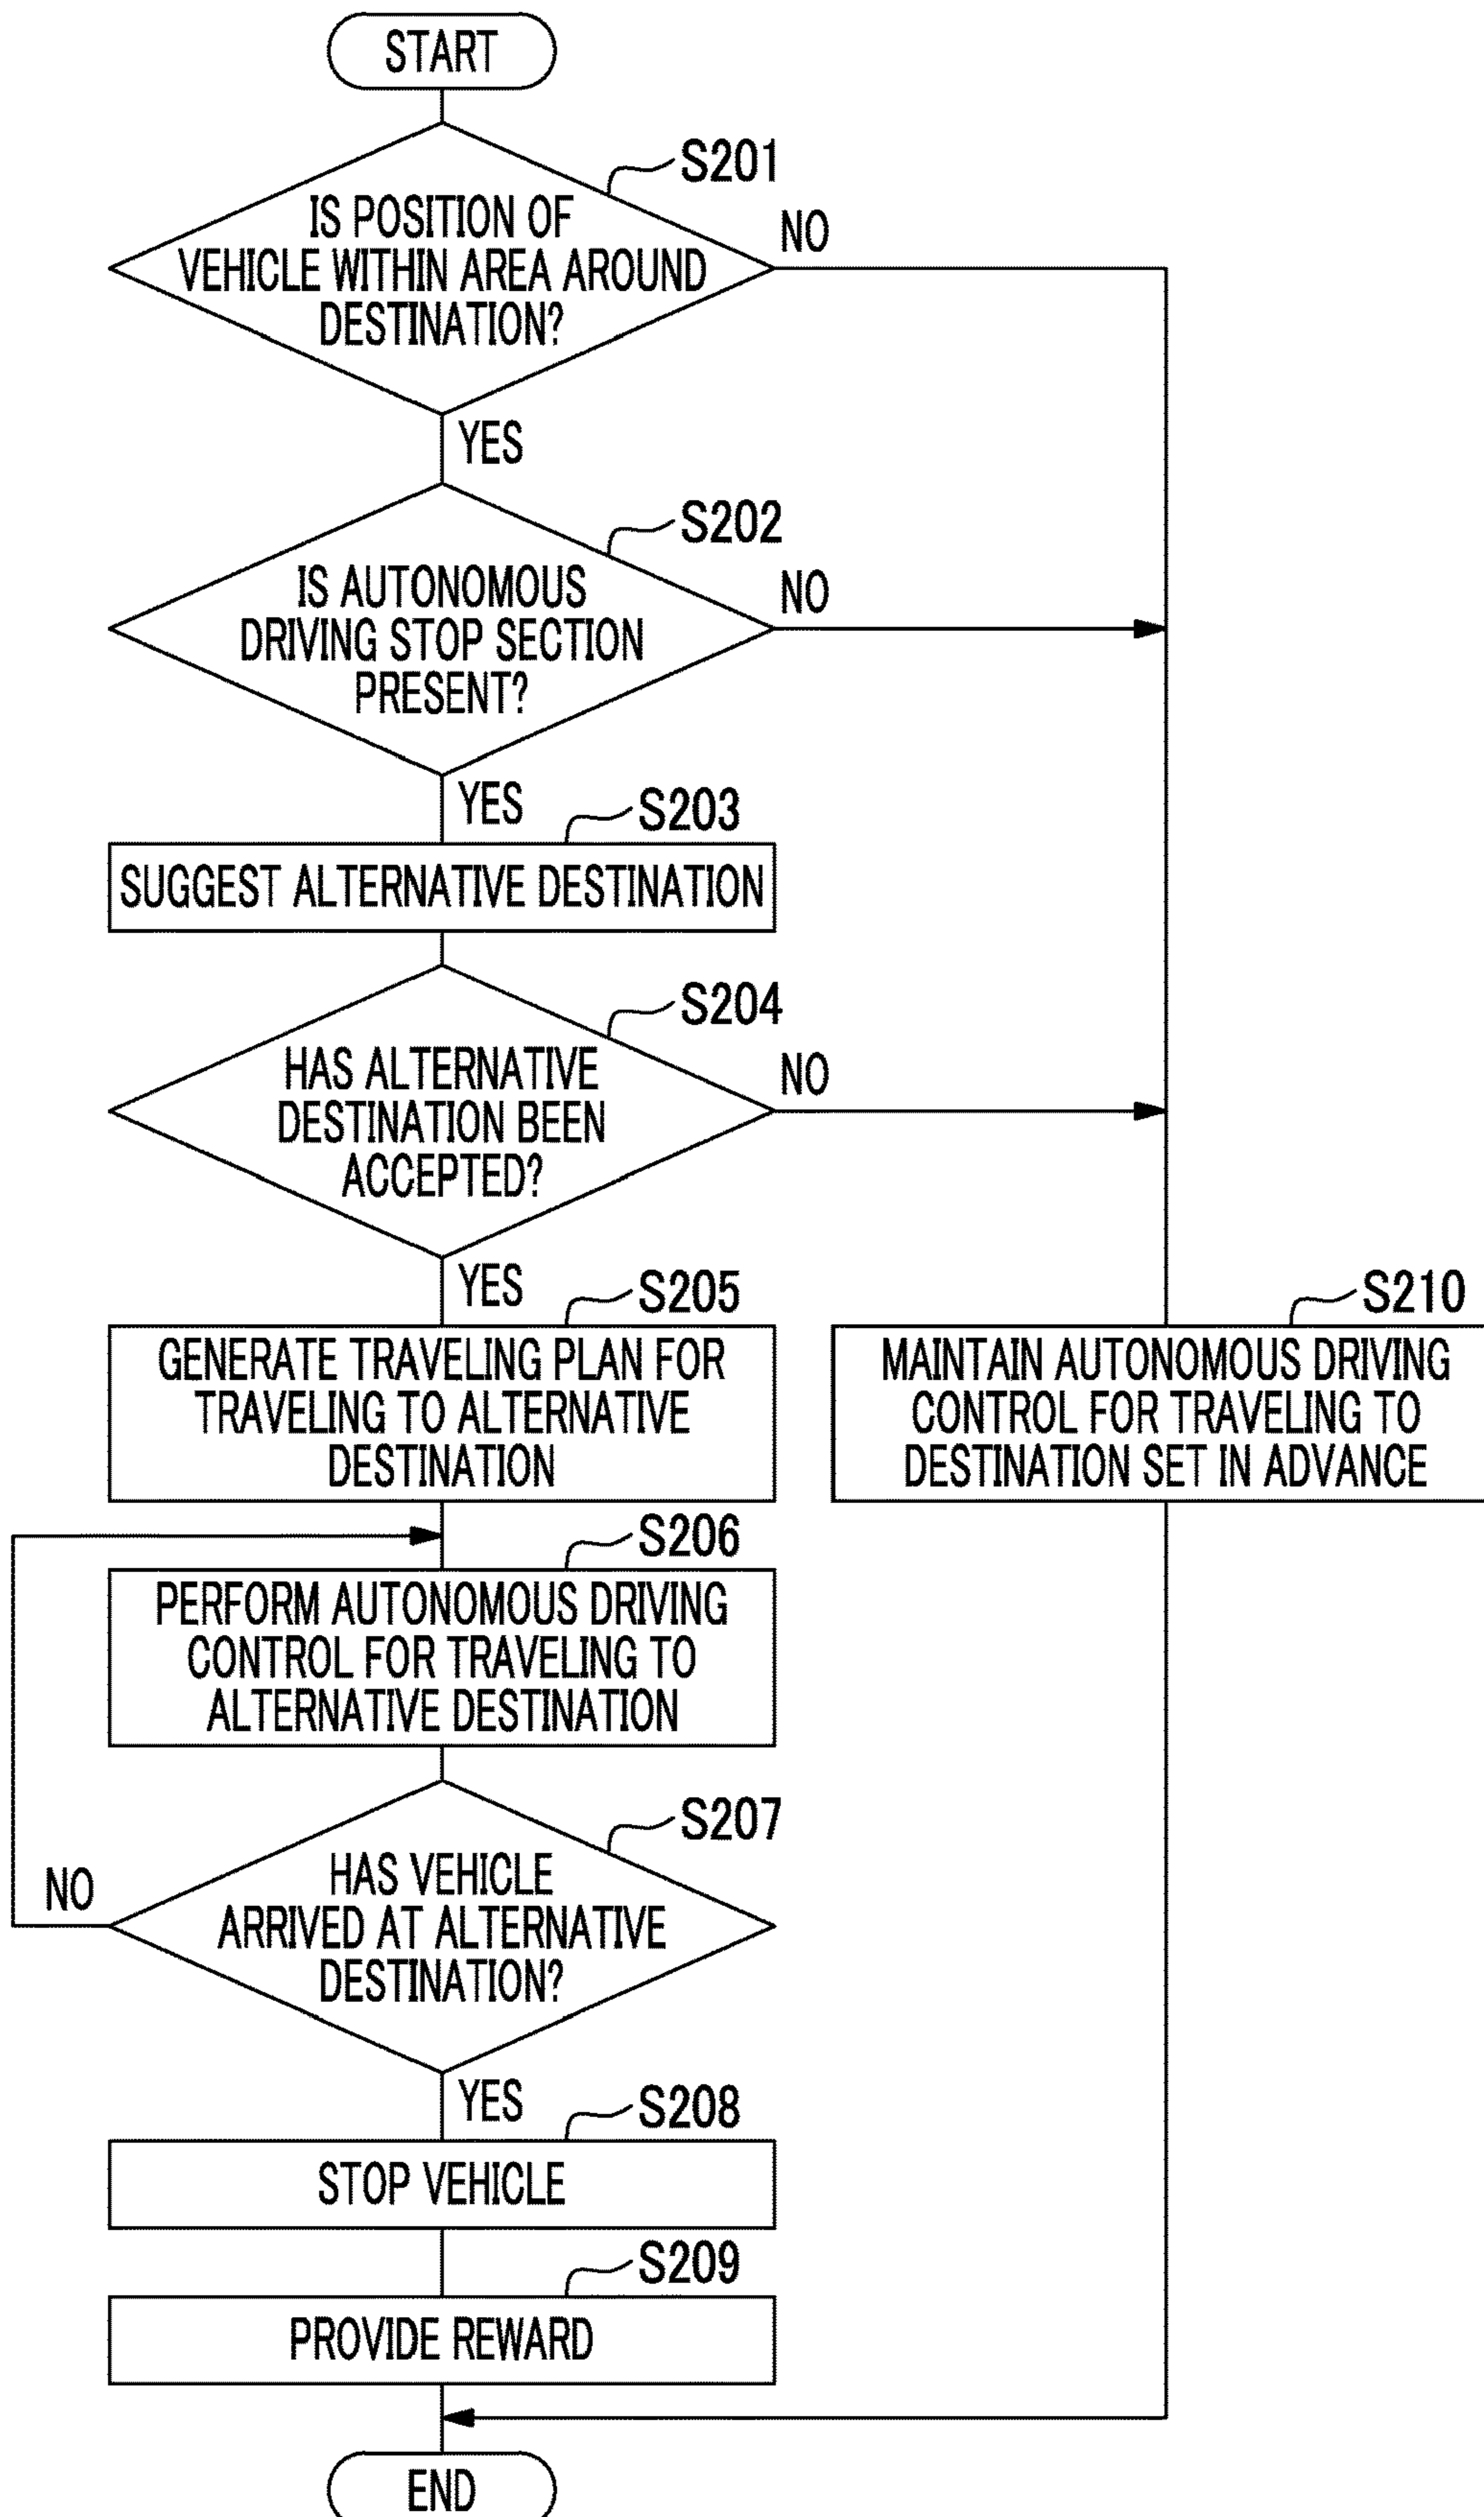 START
S201
IS POSITION OF
VEHICLE WITHIN AREA AROUND
DESTINATION?
NO
YES
S202
IS AUTONOMOUS
DRIVING STOP SECTION
PRESENT?
NO
YES
S203
SUGGEST ALTERNATIVE DESTINATION
S204
HAS ALTERNATIVE
DESTINATION BEEN
ACCEPTED?
NO
YES
S205
GENERATE TRAVELING PLAN FOR
TRAVELING TO ALTERNATIVE
DESTINATION
S210
MAINTAIN AUTONOMOUS DRIVING
CONTROL FOR TRAVELING TO
DESTINATION SET IN ADVANCE
S206
PERFORM AUTONOMOUS DRIVING
CONTROL FOR TRAVELING TO
ALTERNATIVE DESTINATION
S207
HAS VEHICLE
ARRIVED AT ALTERNATIVE
DESTINATION?
NO
YES
S208
STOP VEHICLE
S209
PROVIDE REWARD
END